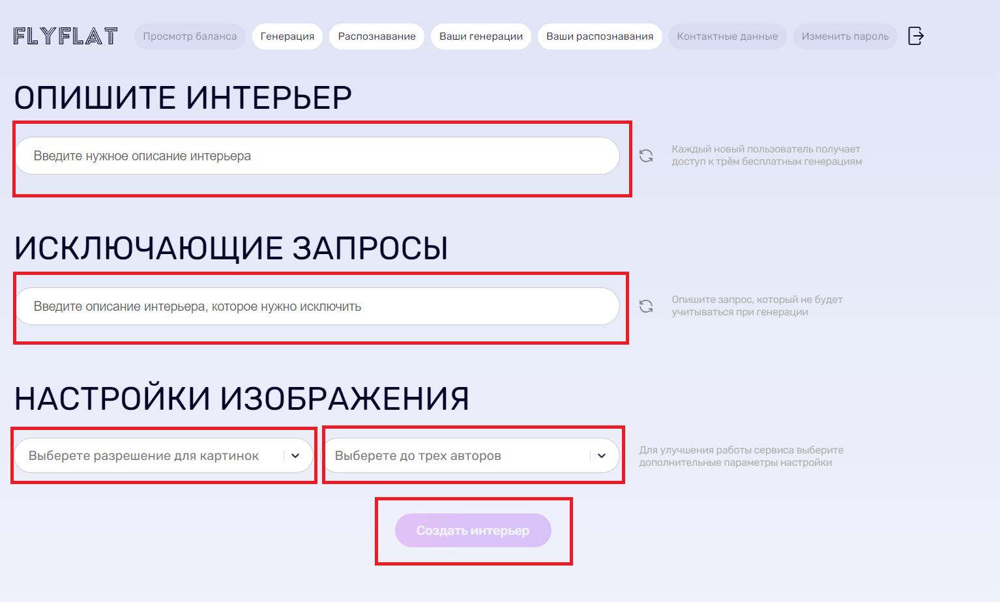 FLYFLAT Просмотр баланса Генерация Распознавание Ваши генерации Ваши распознавания Контактные данные Изменить пароль
ОПИШИТЕ ИНТЕРЬЕР
Введите нужное описание интерьера
Каждый новый пользователь получает
доступ к трём бесплатным генерациям
ИСКЛЮЧАЮЩИЕ ЗАПРОСЫ
Введите описание интерьера, которое нужно исключить
Опишите запрос, который не будет
учитываться при генерации
НАСТРОЙКИ ИЗОБРАЖЕНИЯ
Выберете разрешение для картинок
Выберете до трех авторов
Для улучшения работы сервиса выберите
дополнительные параметры настройки
Создать интерьер